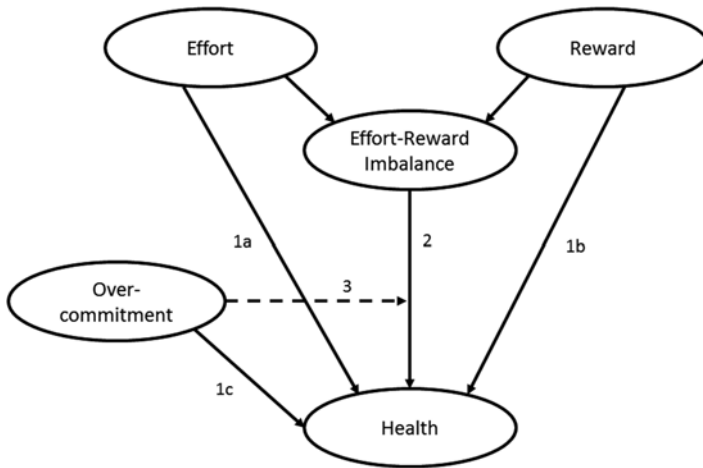 Effort
Reward
Effort-Reward
Imbalance
1a
2
1b
Over-
commitment
3
1c
Health